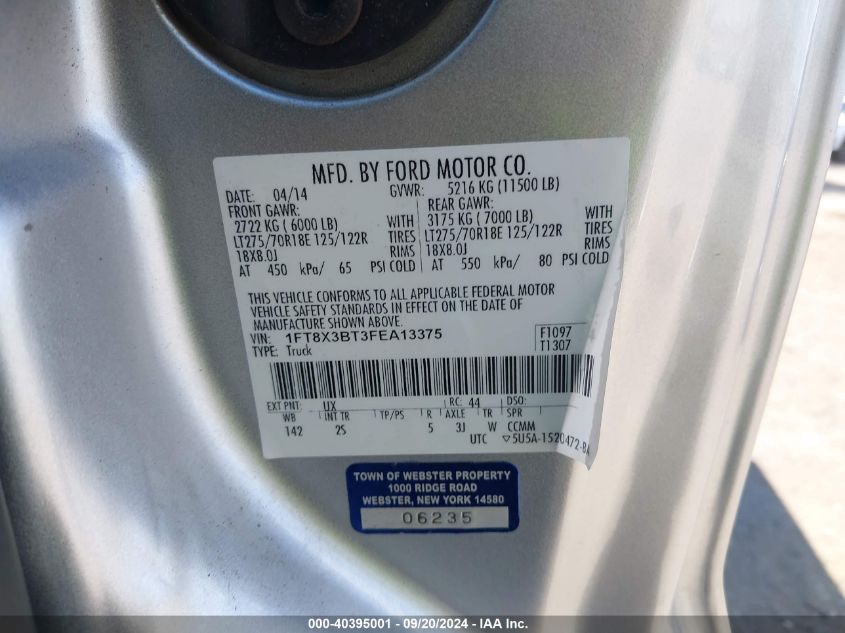 MFD. BY FORD MOTOR CO.
DATE: 04/14 GVWR: 5216 KG (11500 LB)
FRONT GAWR: REAR GAWR:
2722 KG ( 6000 LB) WITH 3175 KG ( 7000 LB) WITH
LT275/70R18E 125/122R TIRES LT275/70R18E 125/122R TIRES
18X8.0J RIMS 18X8.0J RIMS
AT 450 kPa/ 65 PSI COLD AT 550 kPa/ 80 PSI COLD
THIS VEHICLE CONFORMS TO ALL APPLICABLE FEDERAL MOTOR
VEHICLE SAFETY STANDARDS IN EFFECT ON THE DATE OF
MANUFACTURE SHOWN ABOVE.
VIN: 1FT8X3BT3FEA13375 F1097
TYPE: Truck T1307
EXT PNT: UX RC: 44 DSO:
WB INT TR TP/PS R AXLE TR SPR
142 2S 5 3J W CCMM
UTC ▽5U5A-1520472-BA
TOWN OF WEBSTER PROPERTY
1000 RIDGE ROAD
WEBSTER, NEW YORK 14580
06235
000-40395001 - 09/20/2024 - IAA Inc.